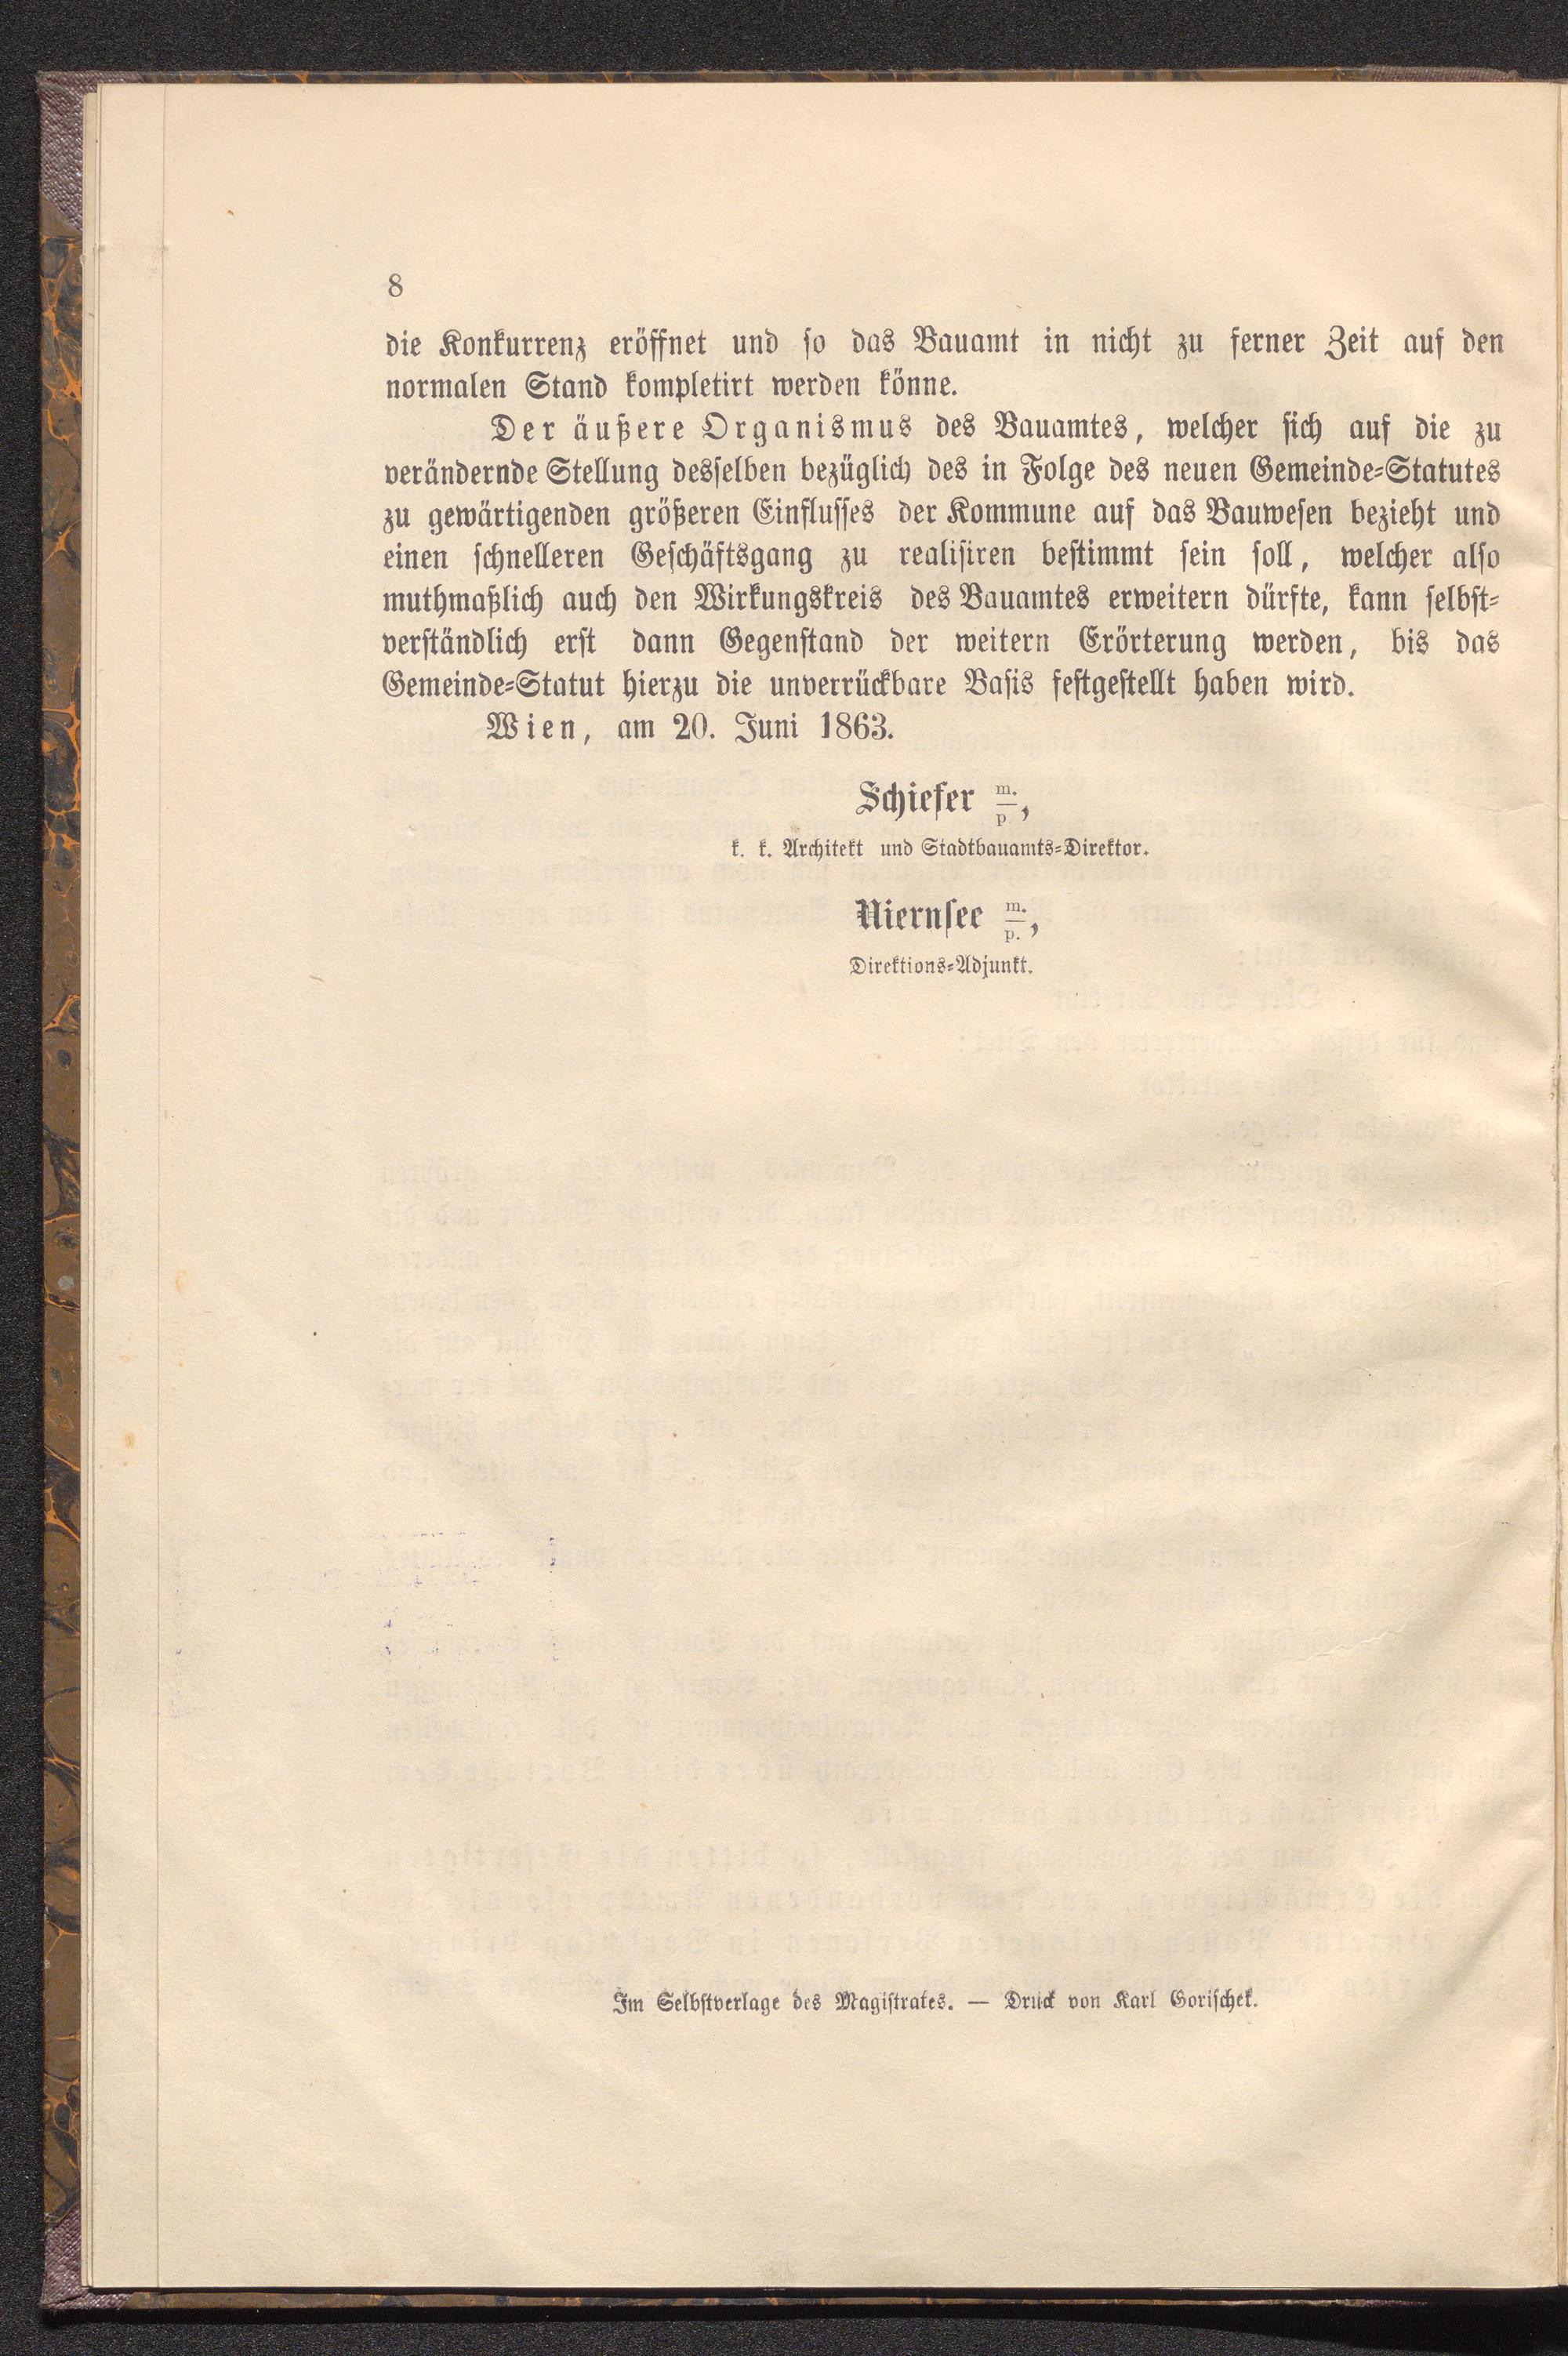 8
die Konkurrenz eröffnet und so das Bauamt in nicht zu ferner Zeit auf den
normalen Stand kompletirt werden könne.
Der äußere Organismus des Bauamtes, welcher sich auf die zu
verändernde Stellung desselben bezüglich des in Folge des neuen Gemeinde-Statutes
zu gewärtigenden größeren Einflusses der Kommune auf das Bauwesen bezieht und
einen schnelleren Geschäftsgang zu realisiren bestimmt sein soll, welcher also
muthmaßlich auch den Wirkungskreis des Bauamtes erweitern dürfte, kann selbst-
verständlich erst dann Gegenstand der weitern Erörterung werden, bis das
Gemeinde-Statut hierzu die unverrückbare Basis festgestellt haben wird.
Wien, am 20. Juni 1863.
Schiefer m./p,
k. k. Architekt und Stadtbauamts-Direktor.
Niernsee m./p.,
Direktions-Adjunkt.
Im Selbstverlage des Magistrates. — Druck von Karl Gorischek.